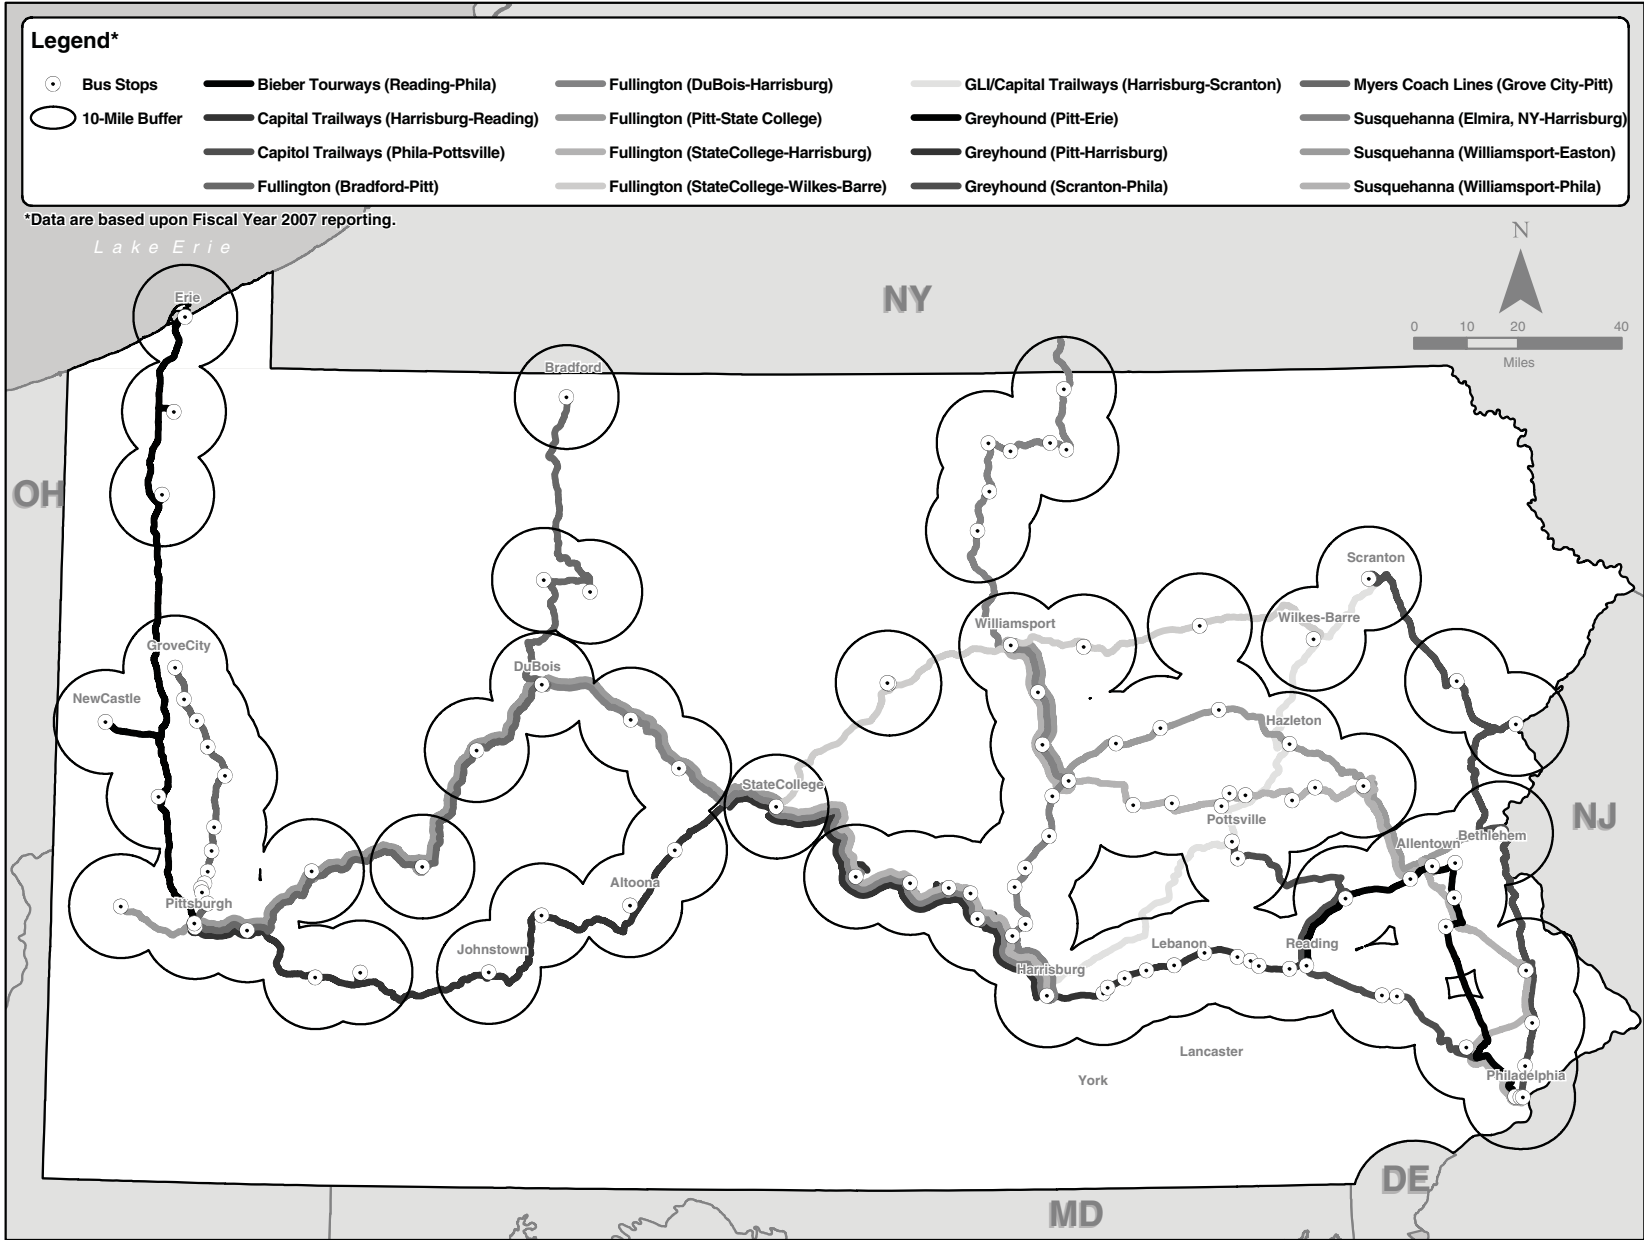 Legend*
Bus Stops
10-Mile Buffer
Bieber Tourways (Reading-Phila)
Capital Trailways (Harrisburg-Reading)
Capitol Trailways (Phila-Pottsville)
Fullington (Bradford-Pitt)
Fullington (DuBois-Harrisburg)
Fullington (Pitt-State College)
Fullington (StateCollege-Harrisburg)
Fullington (StateCollege-Wilkes-Barre)
GLI/Capital Trailways (Harrisburg-Scranton)
Greyhound (Pitt-Erie)
Greyhound (Pitt-Harrisburg)
Greyhound (Scranton-Phila)
Myers Coach Lines (Grove City-Pitt)
Susquehanna (Elmira, NY-Harrisburg)
Susquehanna (Williamsport-Easton)
Susquehanna (Williamsport-Phila)
*Data are based upon Fiscal Year 2007 reporting.
Lake Erie
N
Erie
NY
0 10 20 40
Miles
Bradford
OH
Scranton
Wilkes-Barre
Williamsport
GroveCity
DuBois
NewCastle
Hazleton
StateCollege
Pottsville
NJ
Bethlehem
Allentown
Altoona
Pittsburgh
Johnstown
Lebanon
Reading
Harrisburg
Lancaster
York
Philadelphia
DE
MD